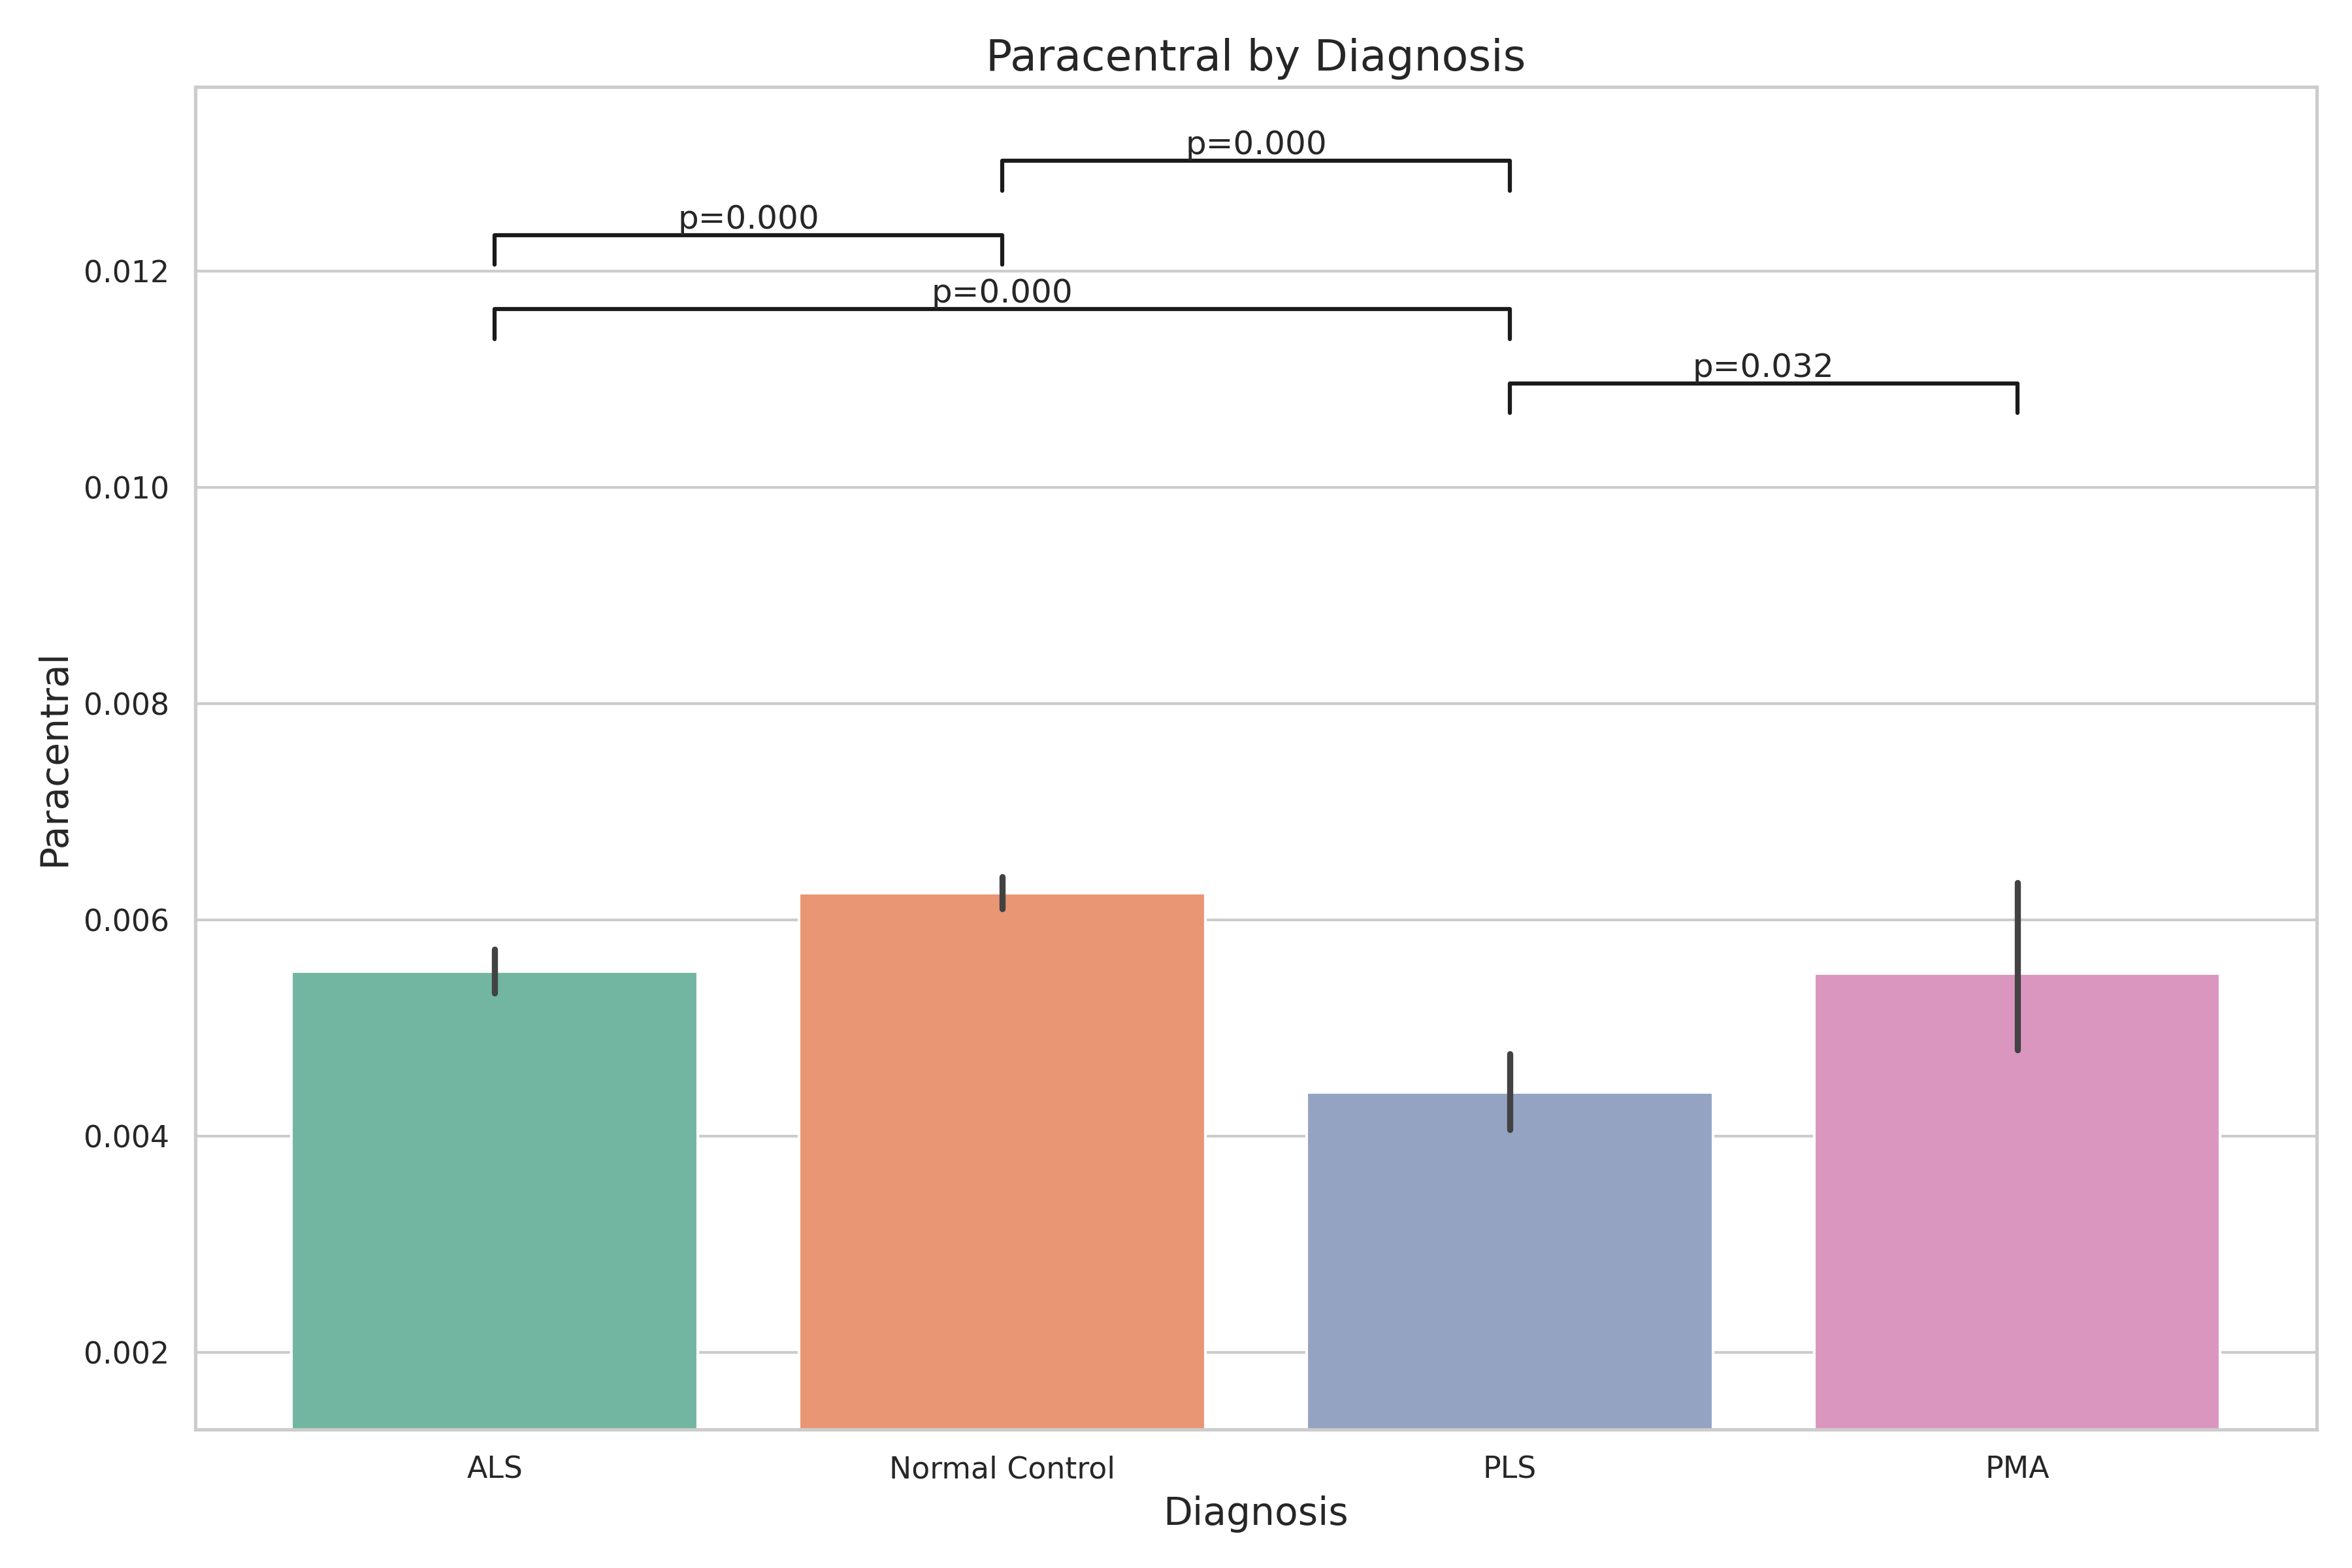 Paracentral by Diagnosis
p=0.000
p=0.000
p=0.000
p=0.032
0.012
0.010
0.008
0.006
0.004
0.002
Paracentral
ALS
Normal Control
PLS
PMA
Diagnosis